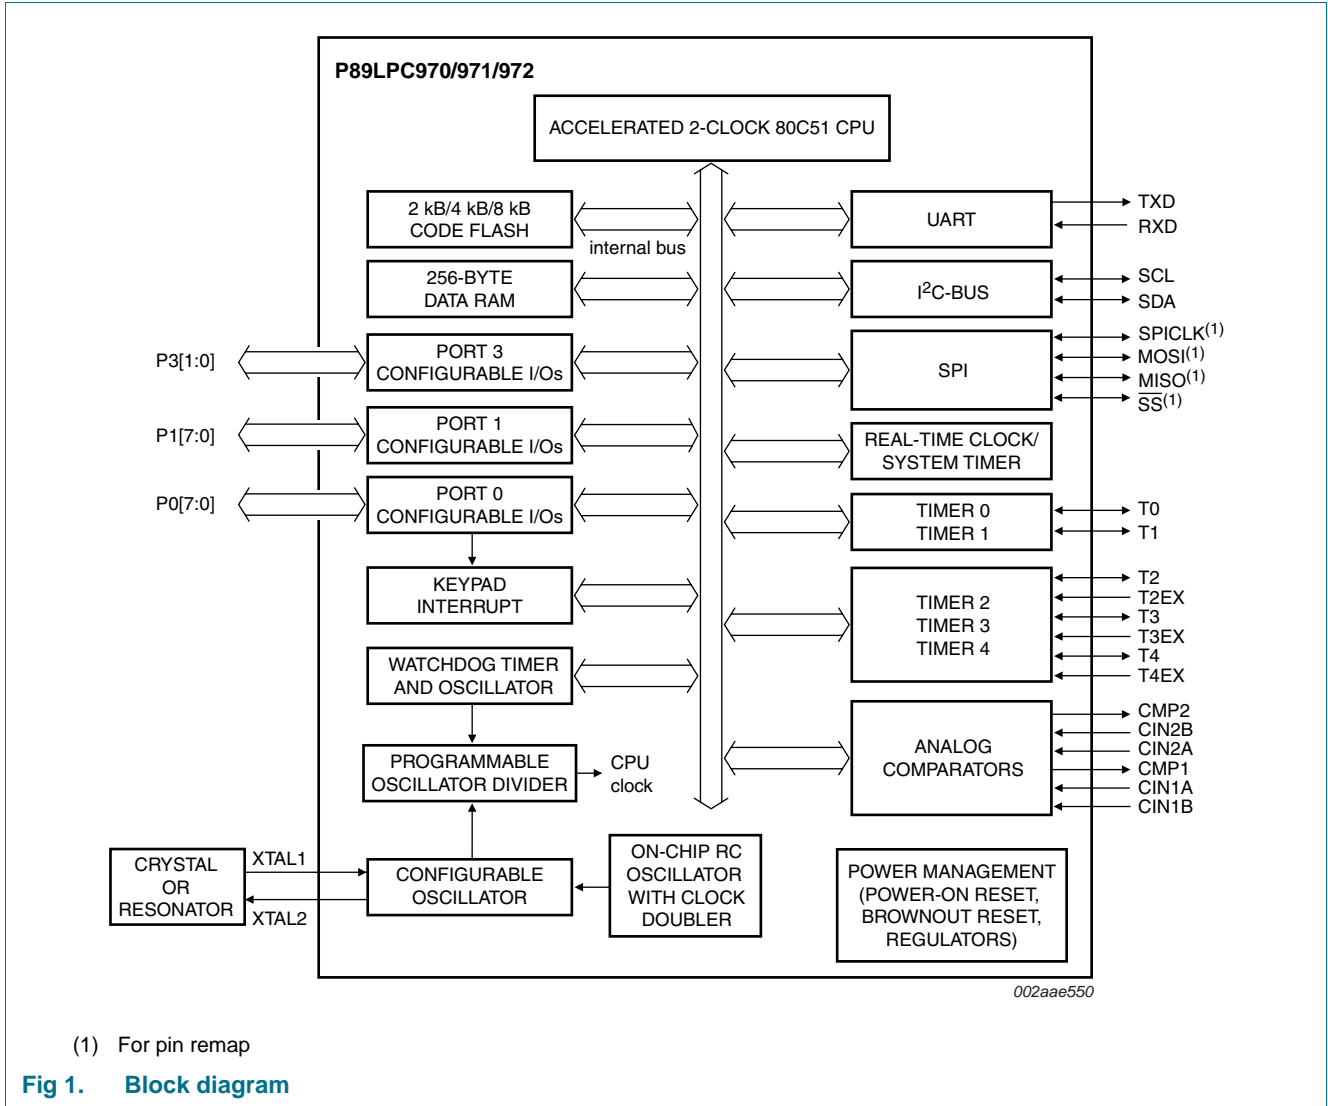 P89LPC970/971/972
ACCELERATED 2-CLOCK 80C51 CPU
2 kB/4 kB/8 kB
CODE FLASH
internal bus
256-BYTE
DATA RAM
P3[1:0]
PORT 3
CONFIGURABLE I/Os
P1[7:0]
PORT 1
CONFIGURABLE I/Os
P0[7:0]
PORT 0
CONFIGURABLE I/Os
KEYPAD
INTERRUPT
WATCHDOG TIMER
AND OSCILLATOR
PROGRAMMABLE
OSCILLATOR DIVIDER
CPU
clock
CRYSTAL
OR
RESONATOR
XTAL1
XTAL2
CONFIGURABLE
OSCILLATOR
ON-CHIP RC
OSCILLATOR
WITH CLOCK
DOUBLER
UART
TXD
RXD
I²C-BUS
SCL
SDA
SPI
SPICLK(1)
MOSI(1)
MISO(1)
S̅S̅(1)
REAL-TIME CLOCK/
SYSTEM TIMER
TIMER 0
TIMER 1
T0
T1
TIMER 2
TIMER 3
TIMER 4
T2
T2EX
T3
T3EX
T4
T4EX
ANALOG
COMPARATORS
CMP2
CIN2B
CIN2A
CMP1
CIN1A
CIN1B
POWER MANAGEMENT
(POWER-ON RESET,
BROWNOUT RESET,
REGULATORS)
002aae550
(1) For pin remap
Fig 1. Block diagram